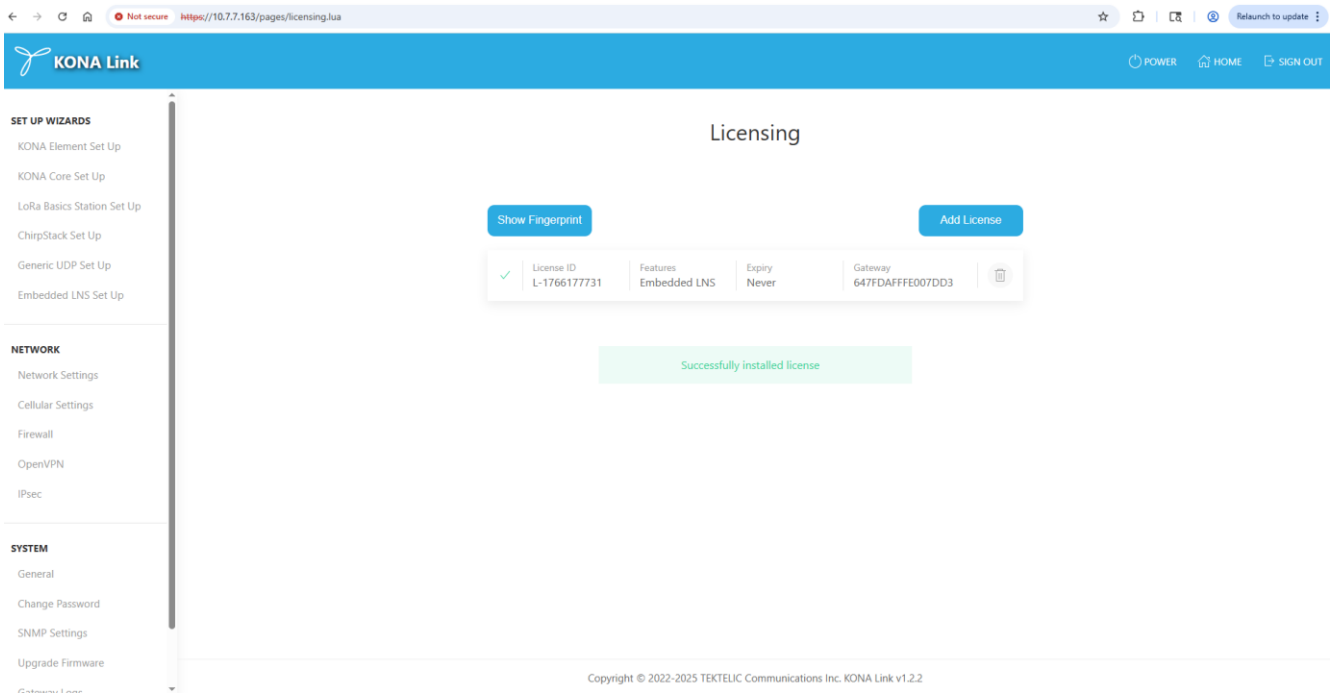 Not secure https://10.7.7.163/pages/licensing.lua Relaunch to update
KONA Link POWER HOME SIGN OUT
SET UP WIZARDS
KONA Element Set Up
KONA Core Set Up
LoRa Basics Station Set Up
ChirpStack Set Up
Generic UDP Set Up
Embedded LNS Set Up
NETWORK
Network Settings
Cellular Settings
Firewall
OpenVPN
IPsec
SYSTEM
General
Change Password
SNMP Settings
Upgrade Firmware
Gateway Logs
Licensing
Show Fingerprint Add License
License ID Features Expiry Gateway
L-1766177731 Embedded LNS Never 647FDAFFFE007DD3
Successfully installed license
Copyright © 2022-2025 TEKTELIC Communications Inc. KONA Link v1.2.2